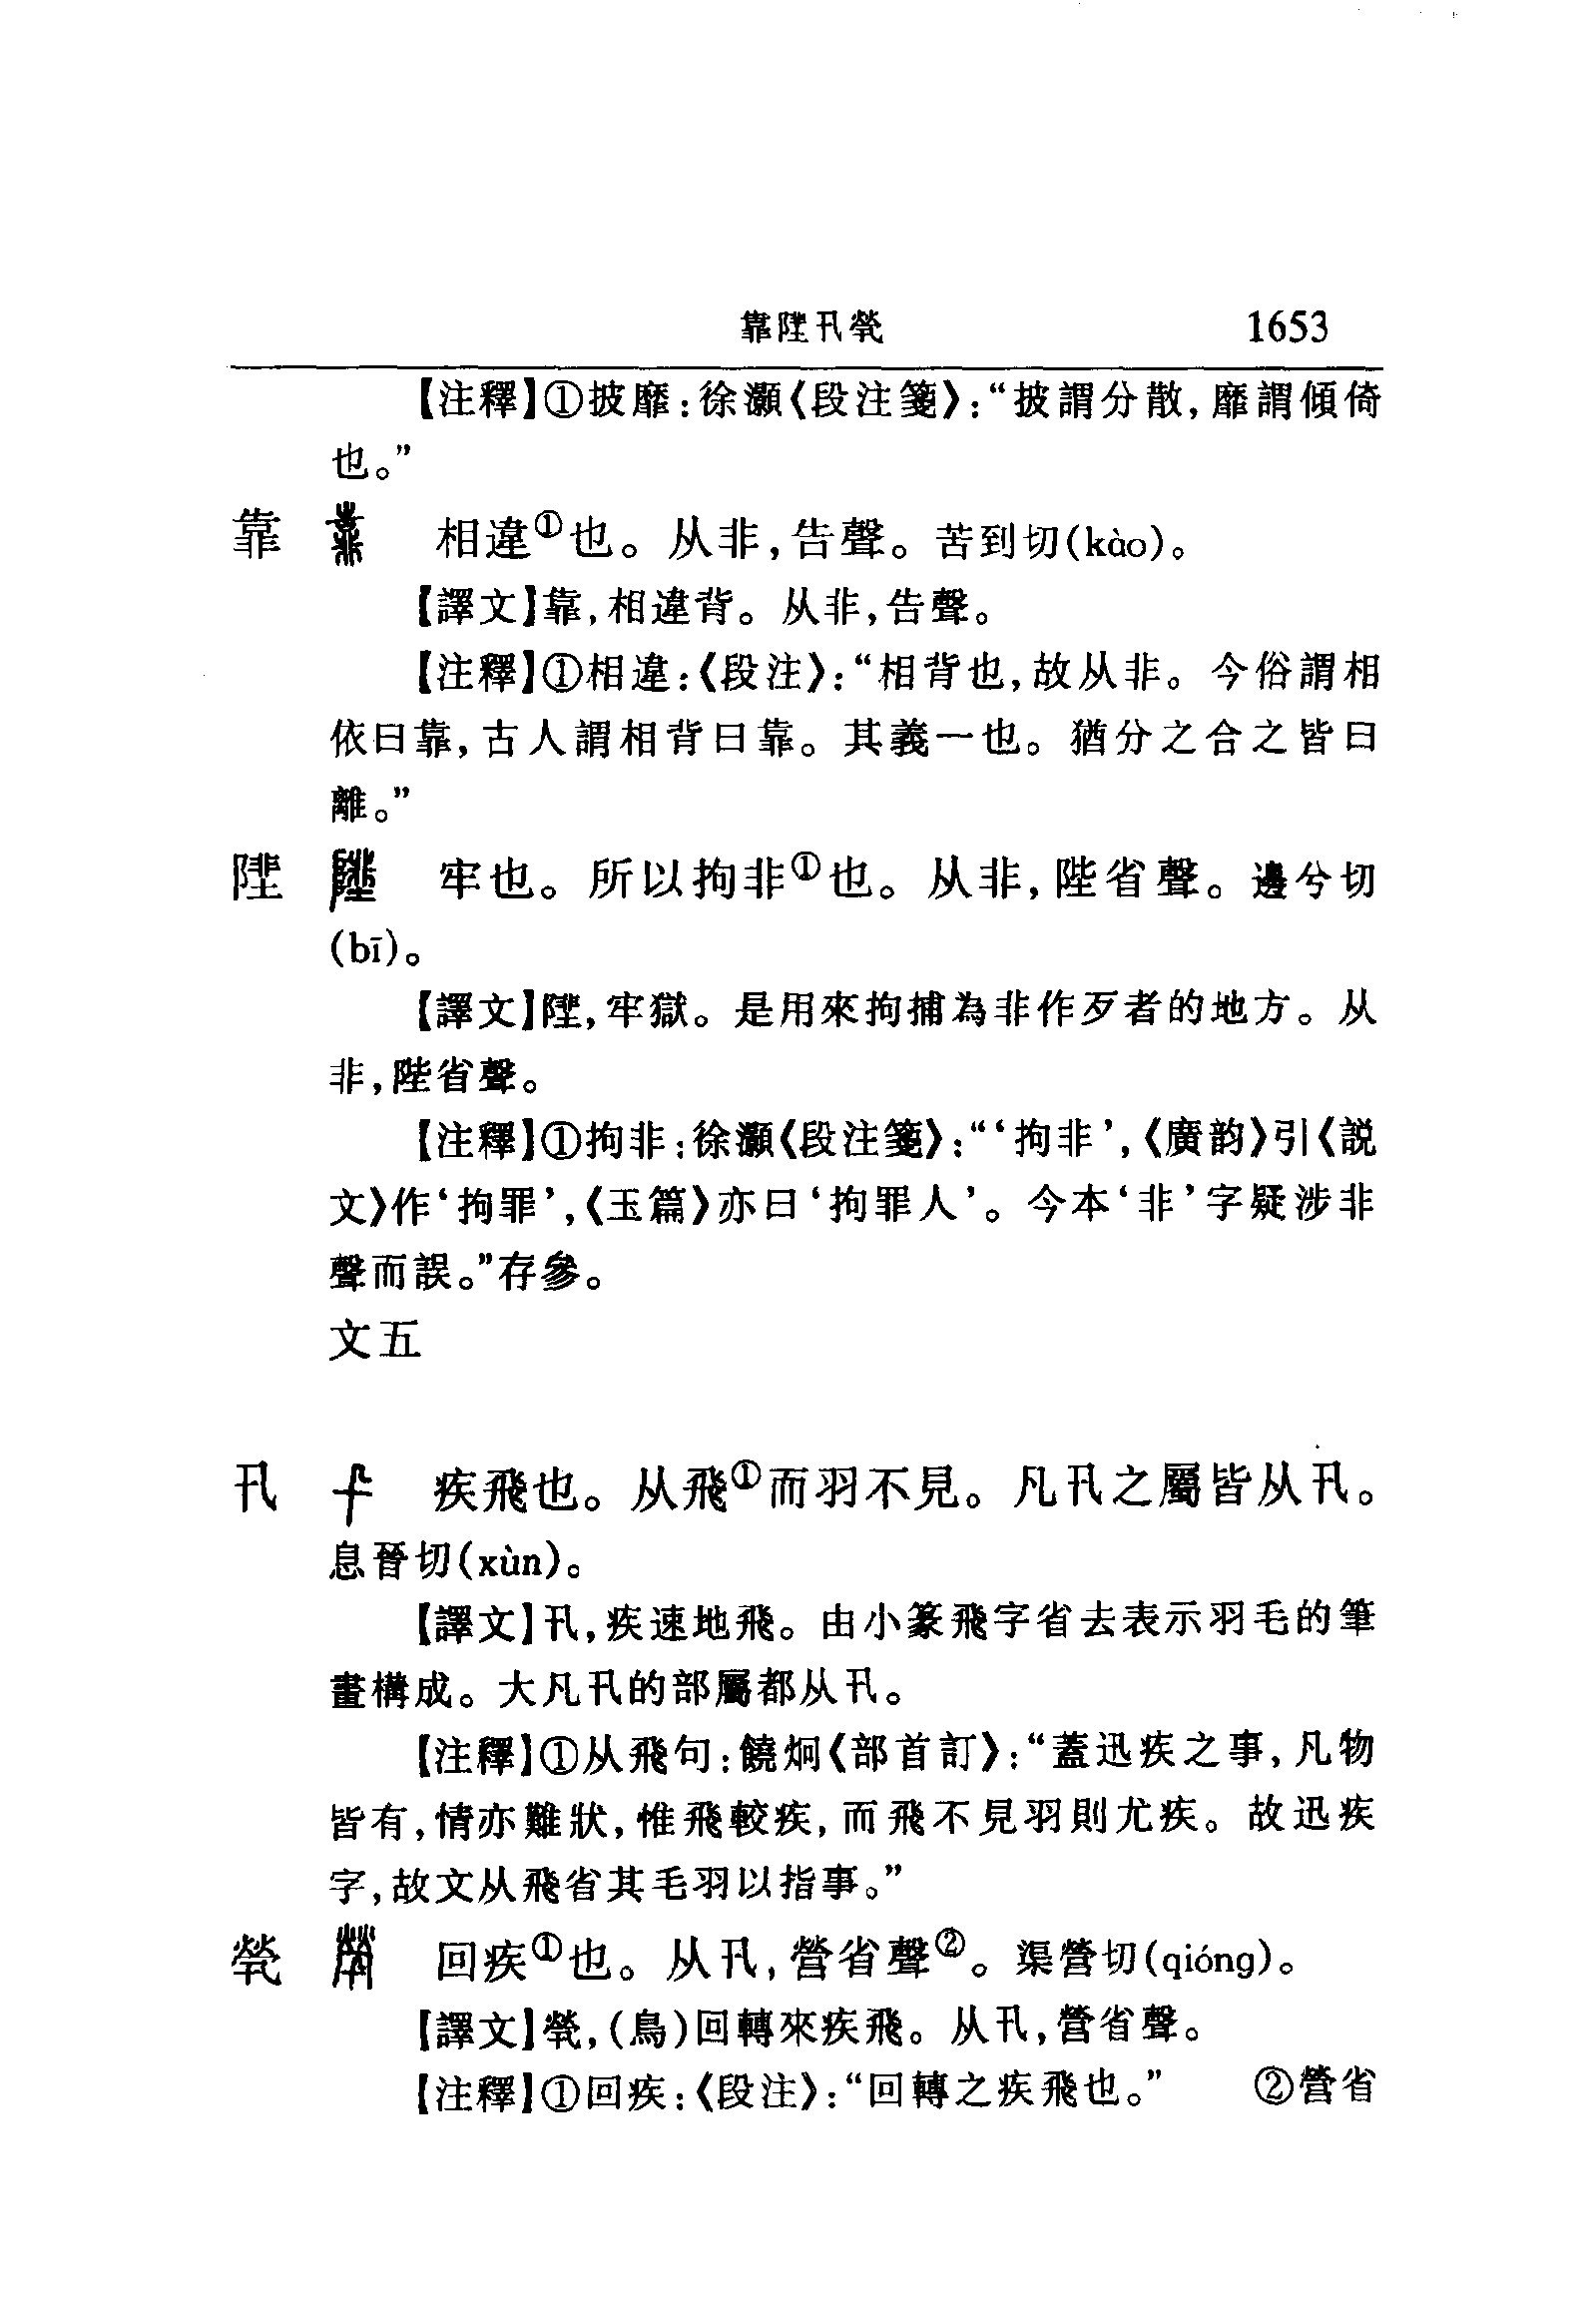 靠陞卂煢 1653
【注釋】①披靡：徐灝《段注箋》：“披謂分散，靡謂傾倚
也。”
靠 相違①也。从非，告聲。苦到切（kào）。
【譯文】靠，相違背。从非，告聲。
【注釋】①相違：《段注》：“相背也，故从非。今俗謂相
依曰靠，古人謂相背曰靠。其義一也。猶分之合之皆曰
離。”
牢也。所以拘非①也。从非，陛省聲。邊兮切
（bī）。
【譯文】，牢獄。是用來拘捕為非作歹者的地方。从
非，陛省聲。
【注釋】①拘非：徐灝《段注箋》：“‘拘非’，《廣韵》引《説
文》作‘拘罪’，《玉篇》亦曰‘拘罪人’。今本‘非’字疑涉非
聲而誤。”存參。
文五
卂 疾飛也。从飛①而羽不見。凡卂之屬皆从卂。
息晉切（xùn）。
【譯文】卂，疾速地飛。由小篆飛字省去表示羽毛的筆
畫構成。大凡卂的部屬都从卂。
【注釋】①从飛句：饒炯《部首訂》：“蓋迅疾之事，凡物
皆有，情亦難狀，惟飛較疾，而飛不見羽則尤疾。故迅疾
字，故文从飛省其毛羽以指事。”
煢 回疾①也。从卂，營省聲②。渠營切（qióng）。
【譯文】煢，（鳥）回轉來疾飛。从卂，營省聲。
【注釋】①回疾：《段注》：“回轉之疾飛也。” ②營省